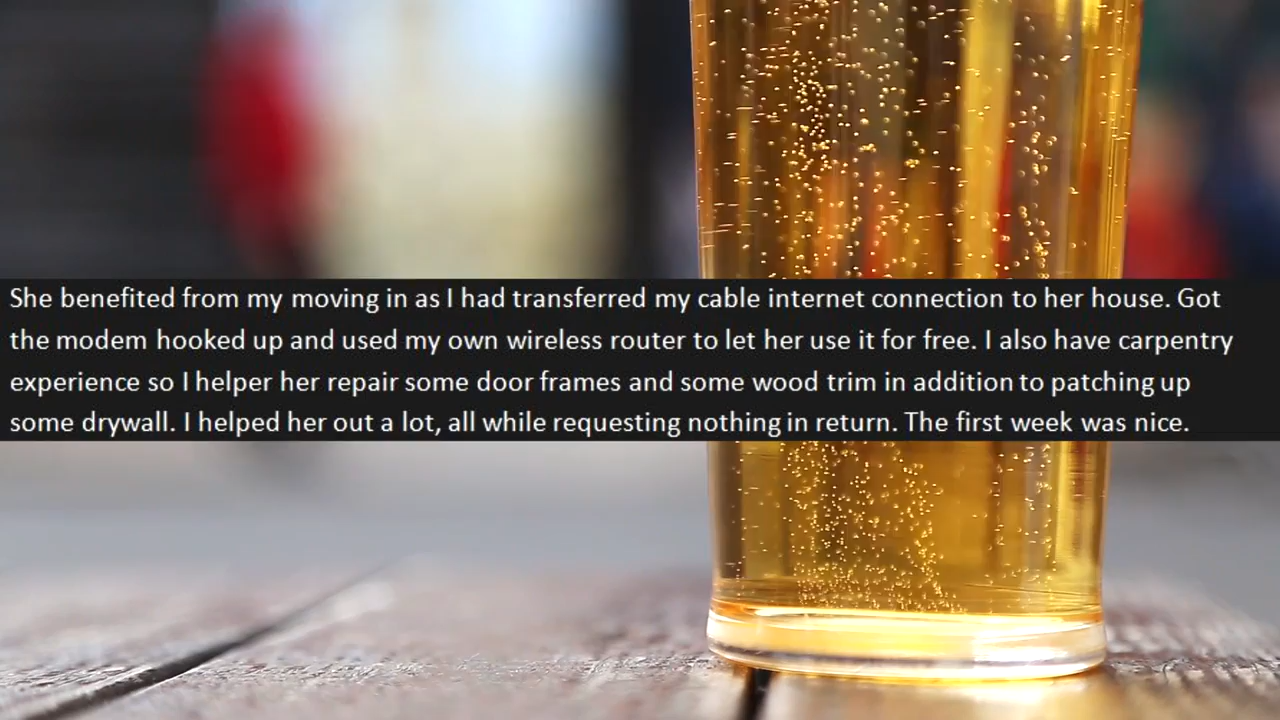 She benefited from my moving in as I had transferred my cable internet connection to her house. Got
the modem hooked up and used my own wireless router to let her use it for free. I also have carpentry
experience so I helper her repair some door frames and some wood trim in addition to patching up
some drywall. I helped her out a lot, all while requesting nothing in return. The first week was nice.